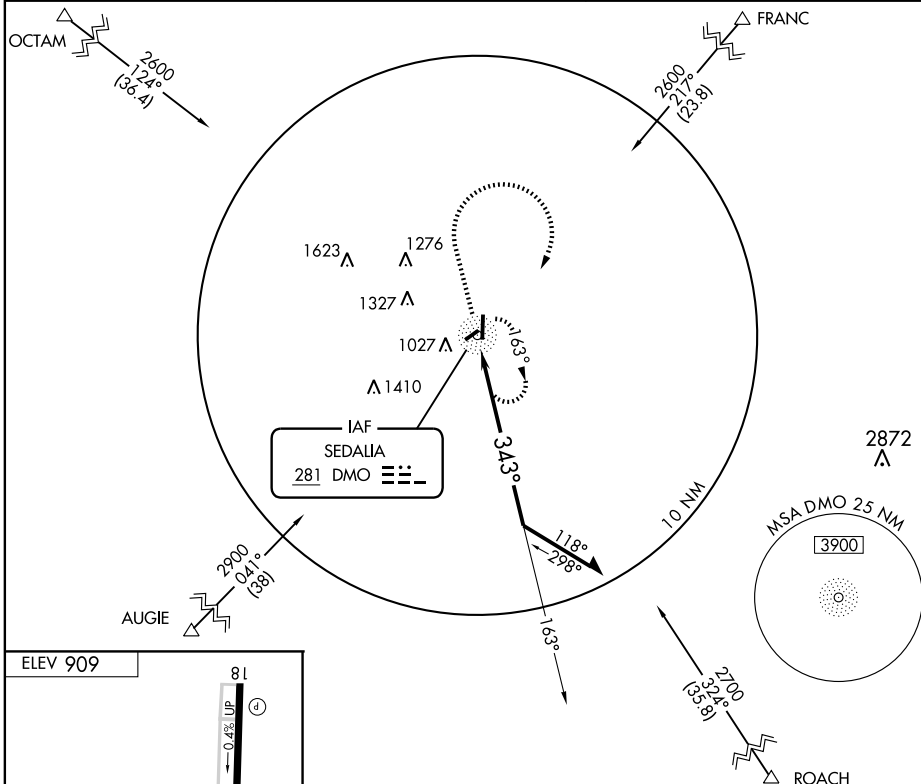 OCTAM
2600
124°
(36.4)
FRANC
2600
217°
(23.8)
1623
1276
1327
1027
1410
163°
IAF
SEDALIA
281 DMO
343°
2872
10 NM
MSA DMO 25 NM
3900
118°
298°
2900
041°
(38)
AUGIE
163°
2700
324°
(35.8)
ROACH
ELEV 909
18
P
0.4% UP